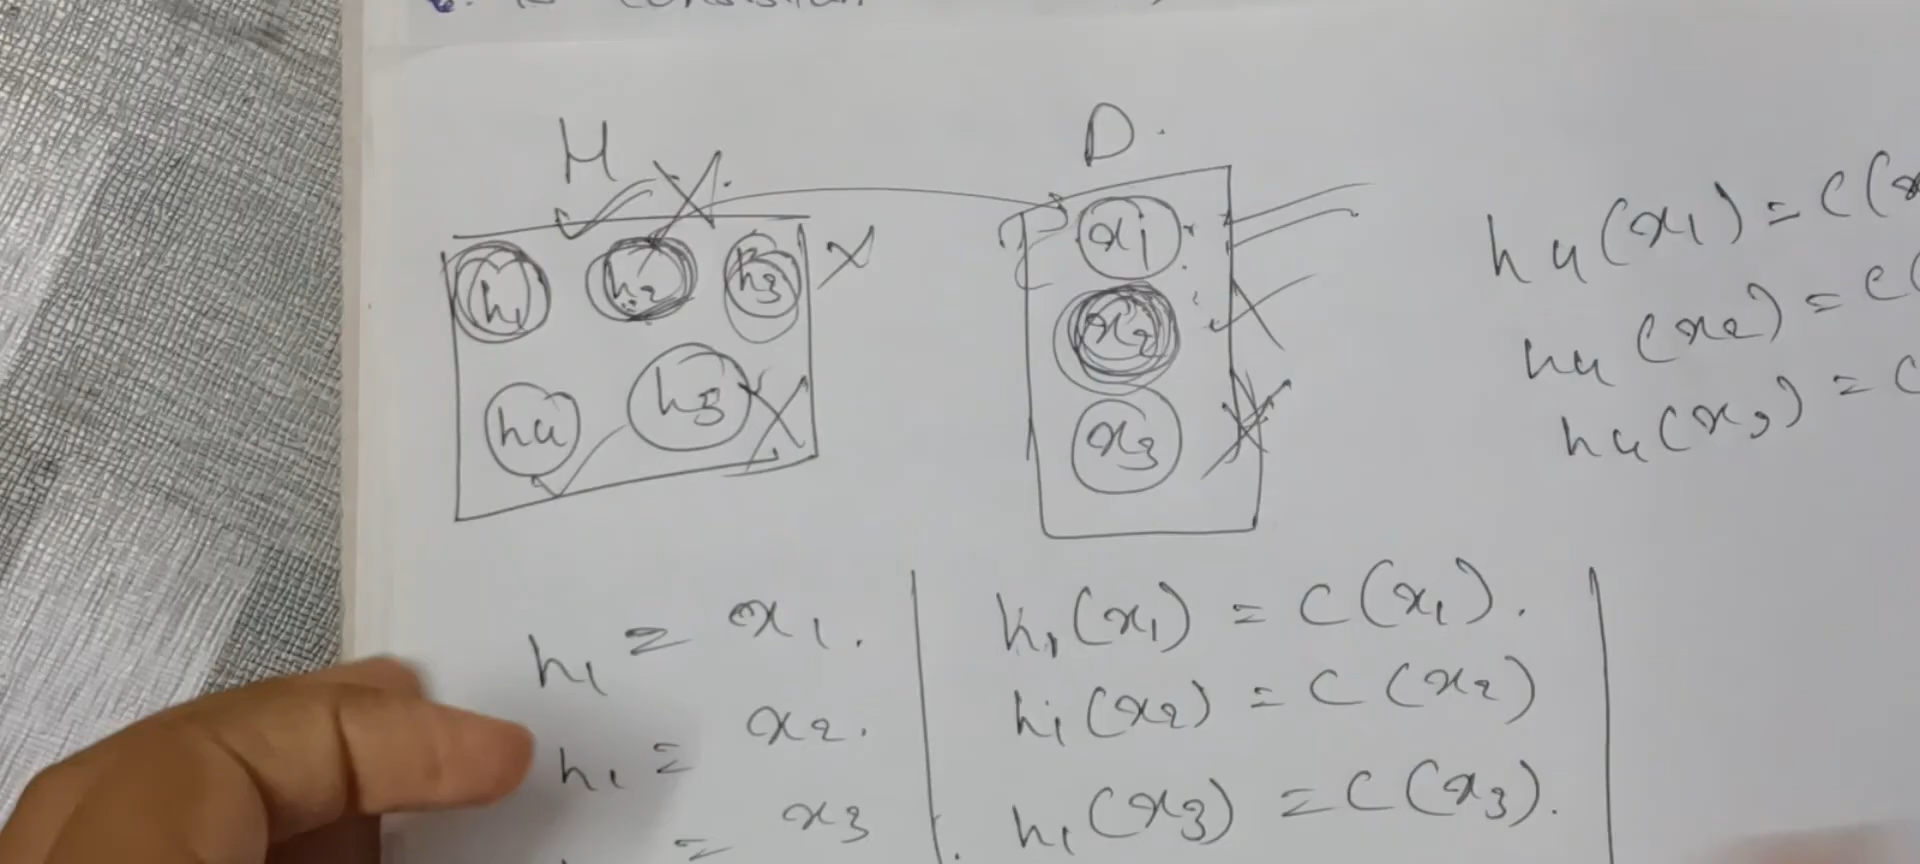 H
D.
h1 h2 h3
h4 h5
x1
x2
x3
h4(x1) = C(
h4(x2) = C(
h4(x3) = C
h1 = x1.
h1 = x2.
= x3
h1(x1) = C(x1).
h1(x2) = C(x2)
h1(x3) = C(x3).